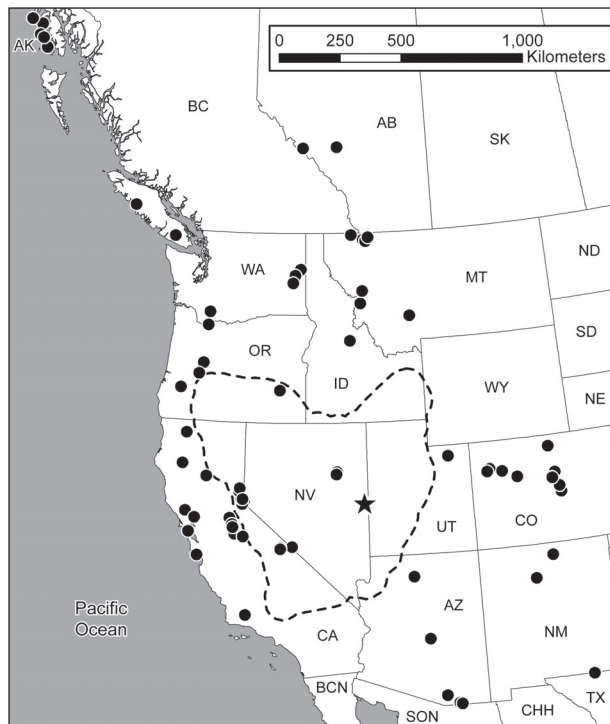 0 250 500 1,000
Kilometers
AK
BC
AB
SK
WA
MT
ND
SD
OR
ID
WY
NE
NV
UT
CO
Pacific
Ocean
CA
AZ
NM
BCN
SON
CHH
TX